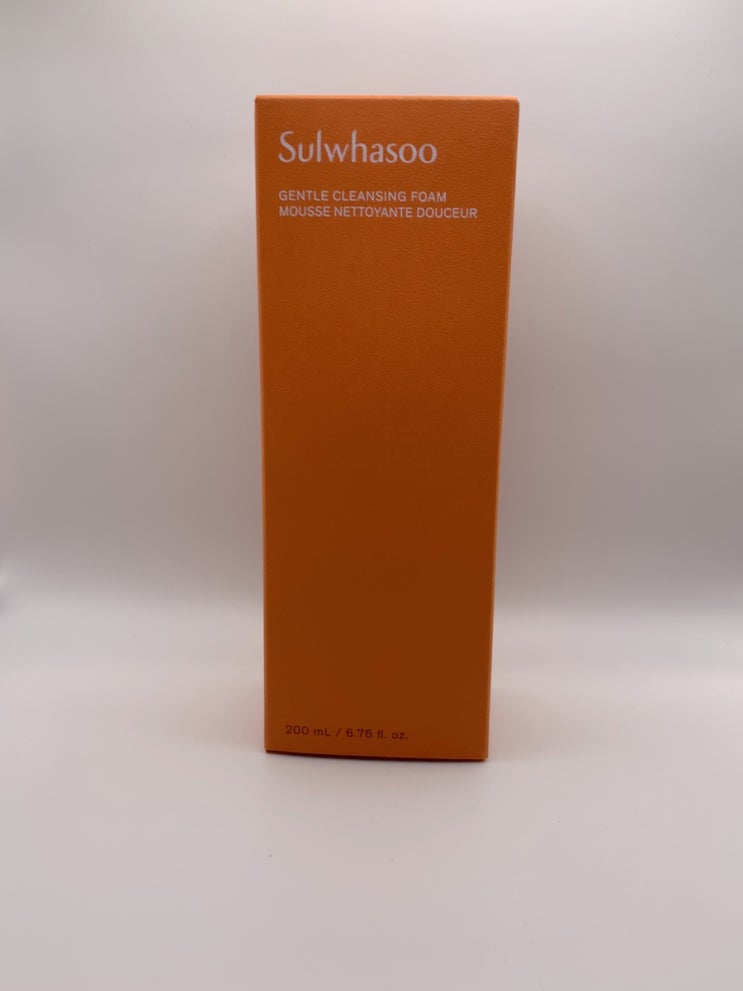 Sulwhasoo
GENTLE CLEANSING FOAM
MOUSSE NETTOYANTE DOUCEUR
200 mL / 6.76 fl. oz.